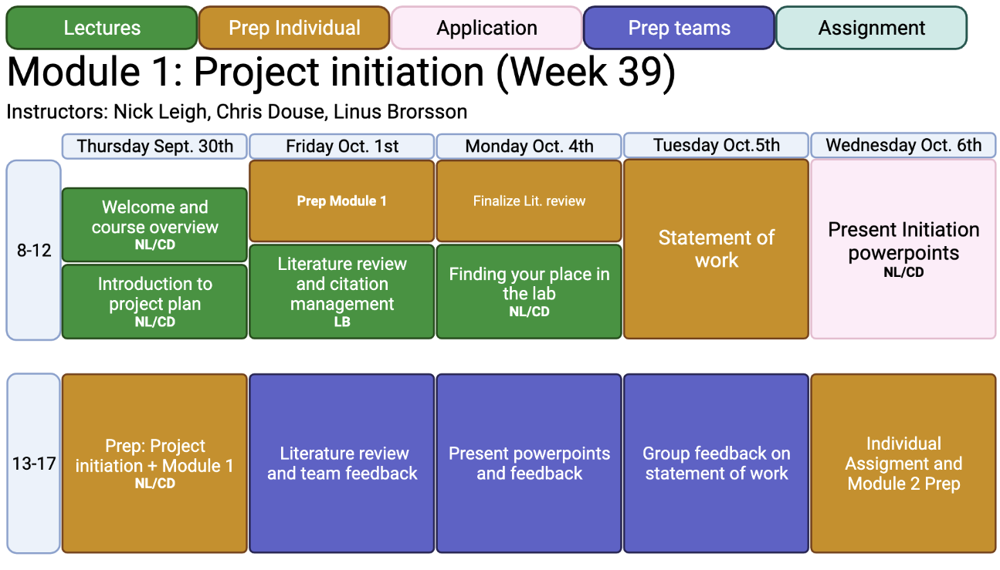 Lectures
Prep Individual
Application
Prep teams
Assignment
Module 1: Project initiation (Week 39)
Instructors: Nick Leigh, Chris Douse, Linus Brorsson
Thursday Sept. 30th
Friday Oct. 1st
Monday Oct. 4th
Tuesday Oct.5th
Wednesday Oct. 6th
8-12
Welcome and
course overview
NL/CD
Introduction to
project plan
NL/CD
Prep Module 1
Literature review
and citation
management
LB
Finalize Lit. review
Finding your place in
the lab
NL/CD
Statement of
work
Present Initiation
powerpoints
NL/CD
13-17
Prep: Project
initiation + Module 1
NL/CD
Literature review
and team feedback
Present powerpoints
and feedback
Group feedback on
statement of work
Individual
Assigment and
Module 2 Prep